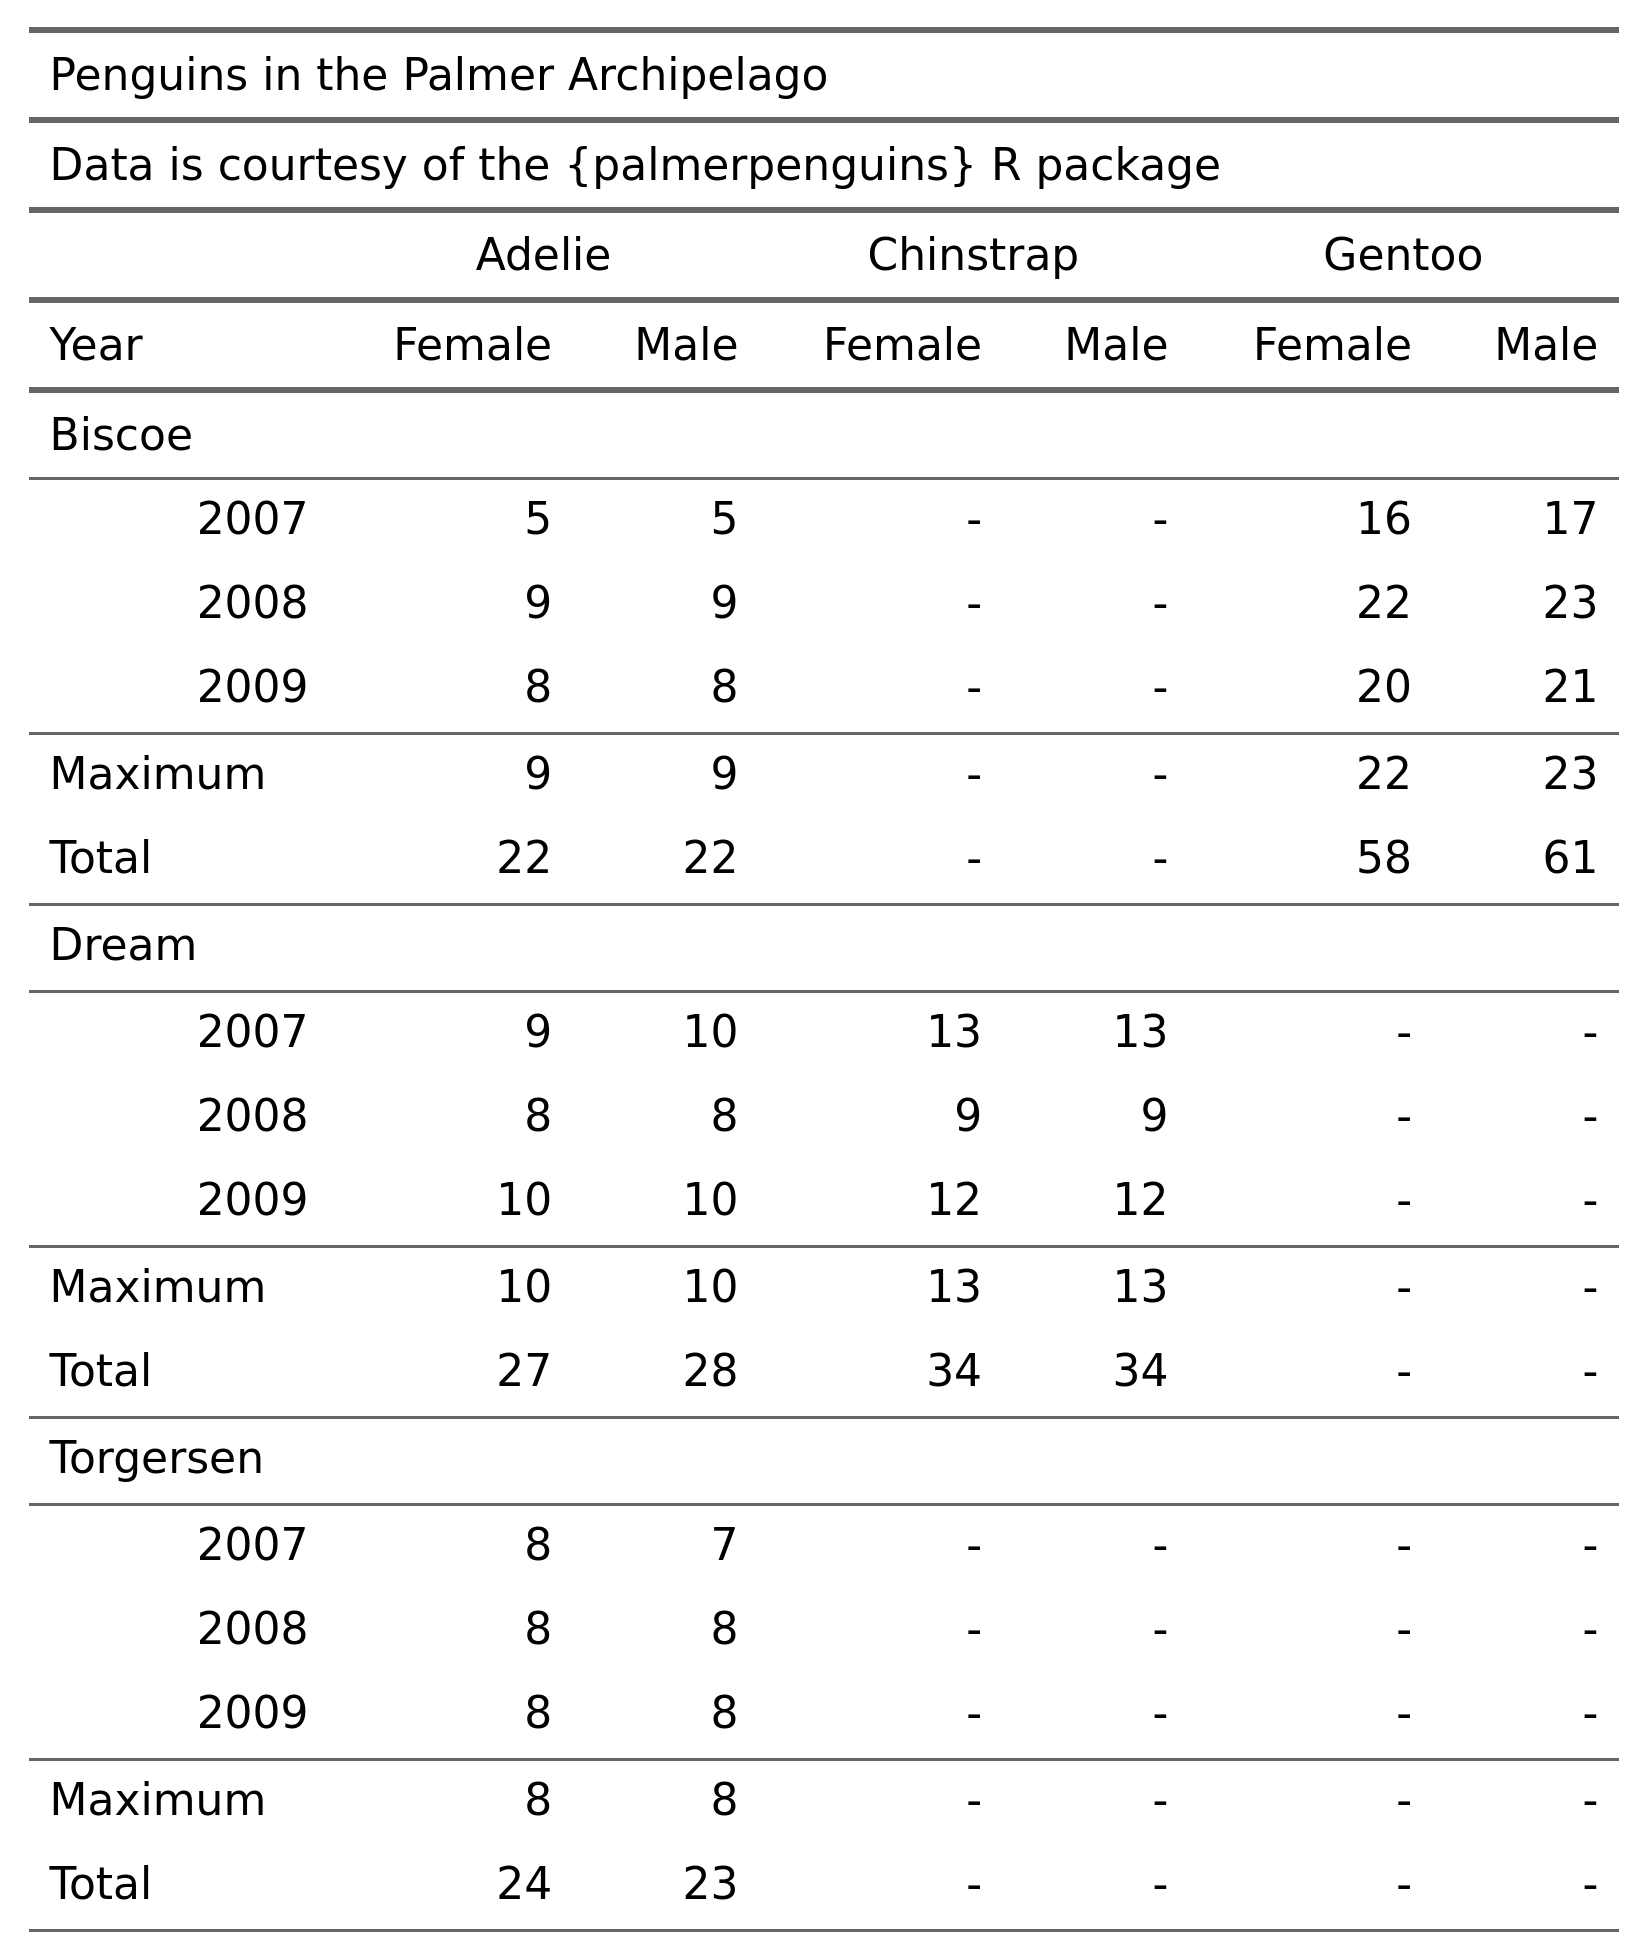 Penguins in the Palmer Archipelago
Data is courtesy of the {palmerpenguins} R package
Adelie Chinstrap Gentoo
Year Female Male Female Male Female Male
Biscoe
2007 5 5 - - 16 17
2008 9 9 - - 22 23
2009 8 8 - - 20 21
Maximum 9 9 - - 22 23
Total 22 22 - - 58 61
Dream
2007 9 10 13 13 - -
2008 8 8 9 9 - -
2009 10 10 12 12 - -
Maximum 10 10 13 13 - -
Total 27 28 34 34 - -
Torgersen
2007 8 7 - - - -
2008 8 8 - - - -
2009 8 8 - - - -
Maximum 8 8 - - - -
Total 24 23 - - - -